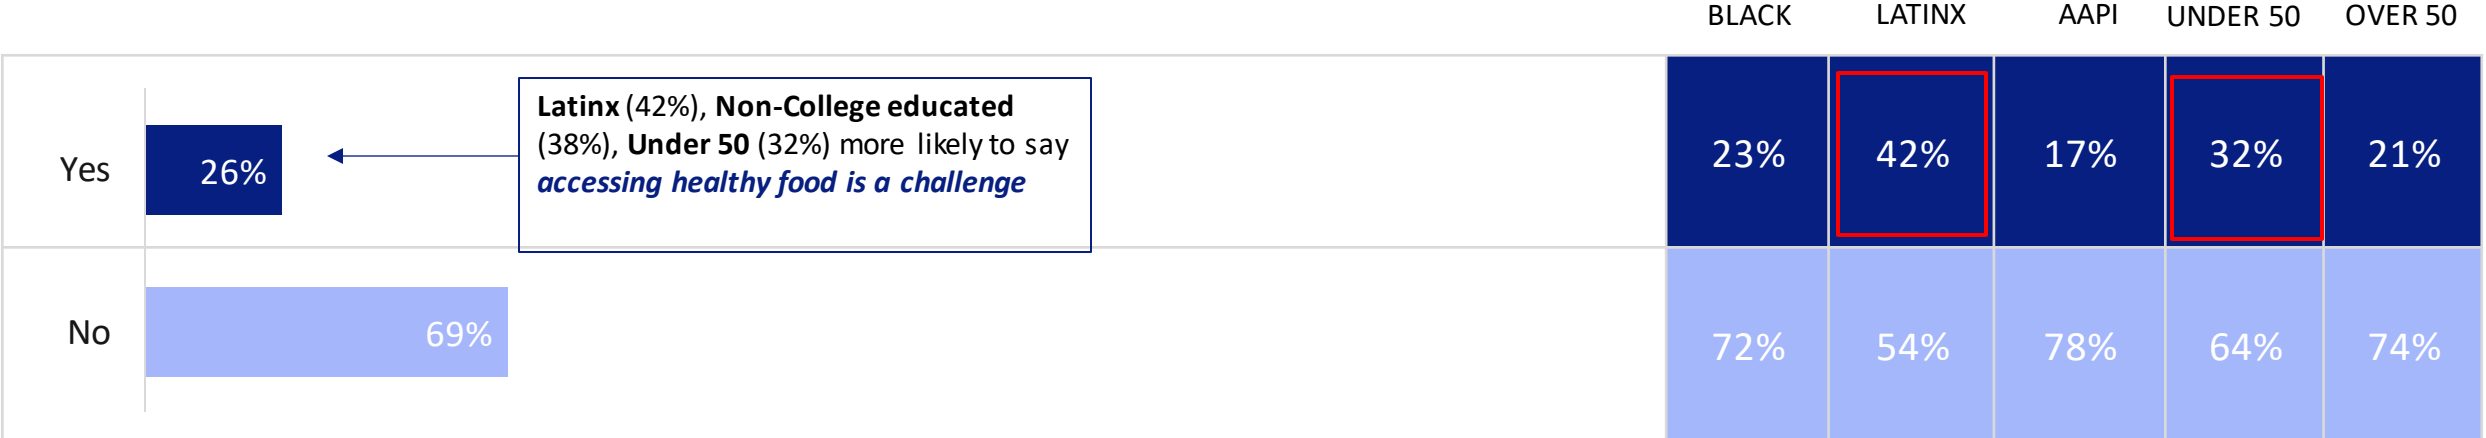 BLACK LATINX AAPI UNDER 50 OVER 50
Yes 26%
Latinx (42%), Non-College educated
(38%), Under 50 (32%) more likely to say
accessing healthy food is a challenge
23% 42% 17% 32% 21%
No 69%
72% 54% 78% 64% 74%